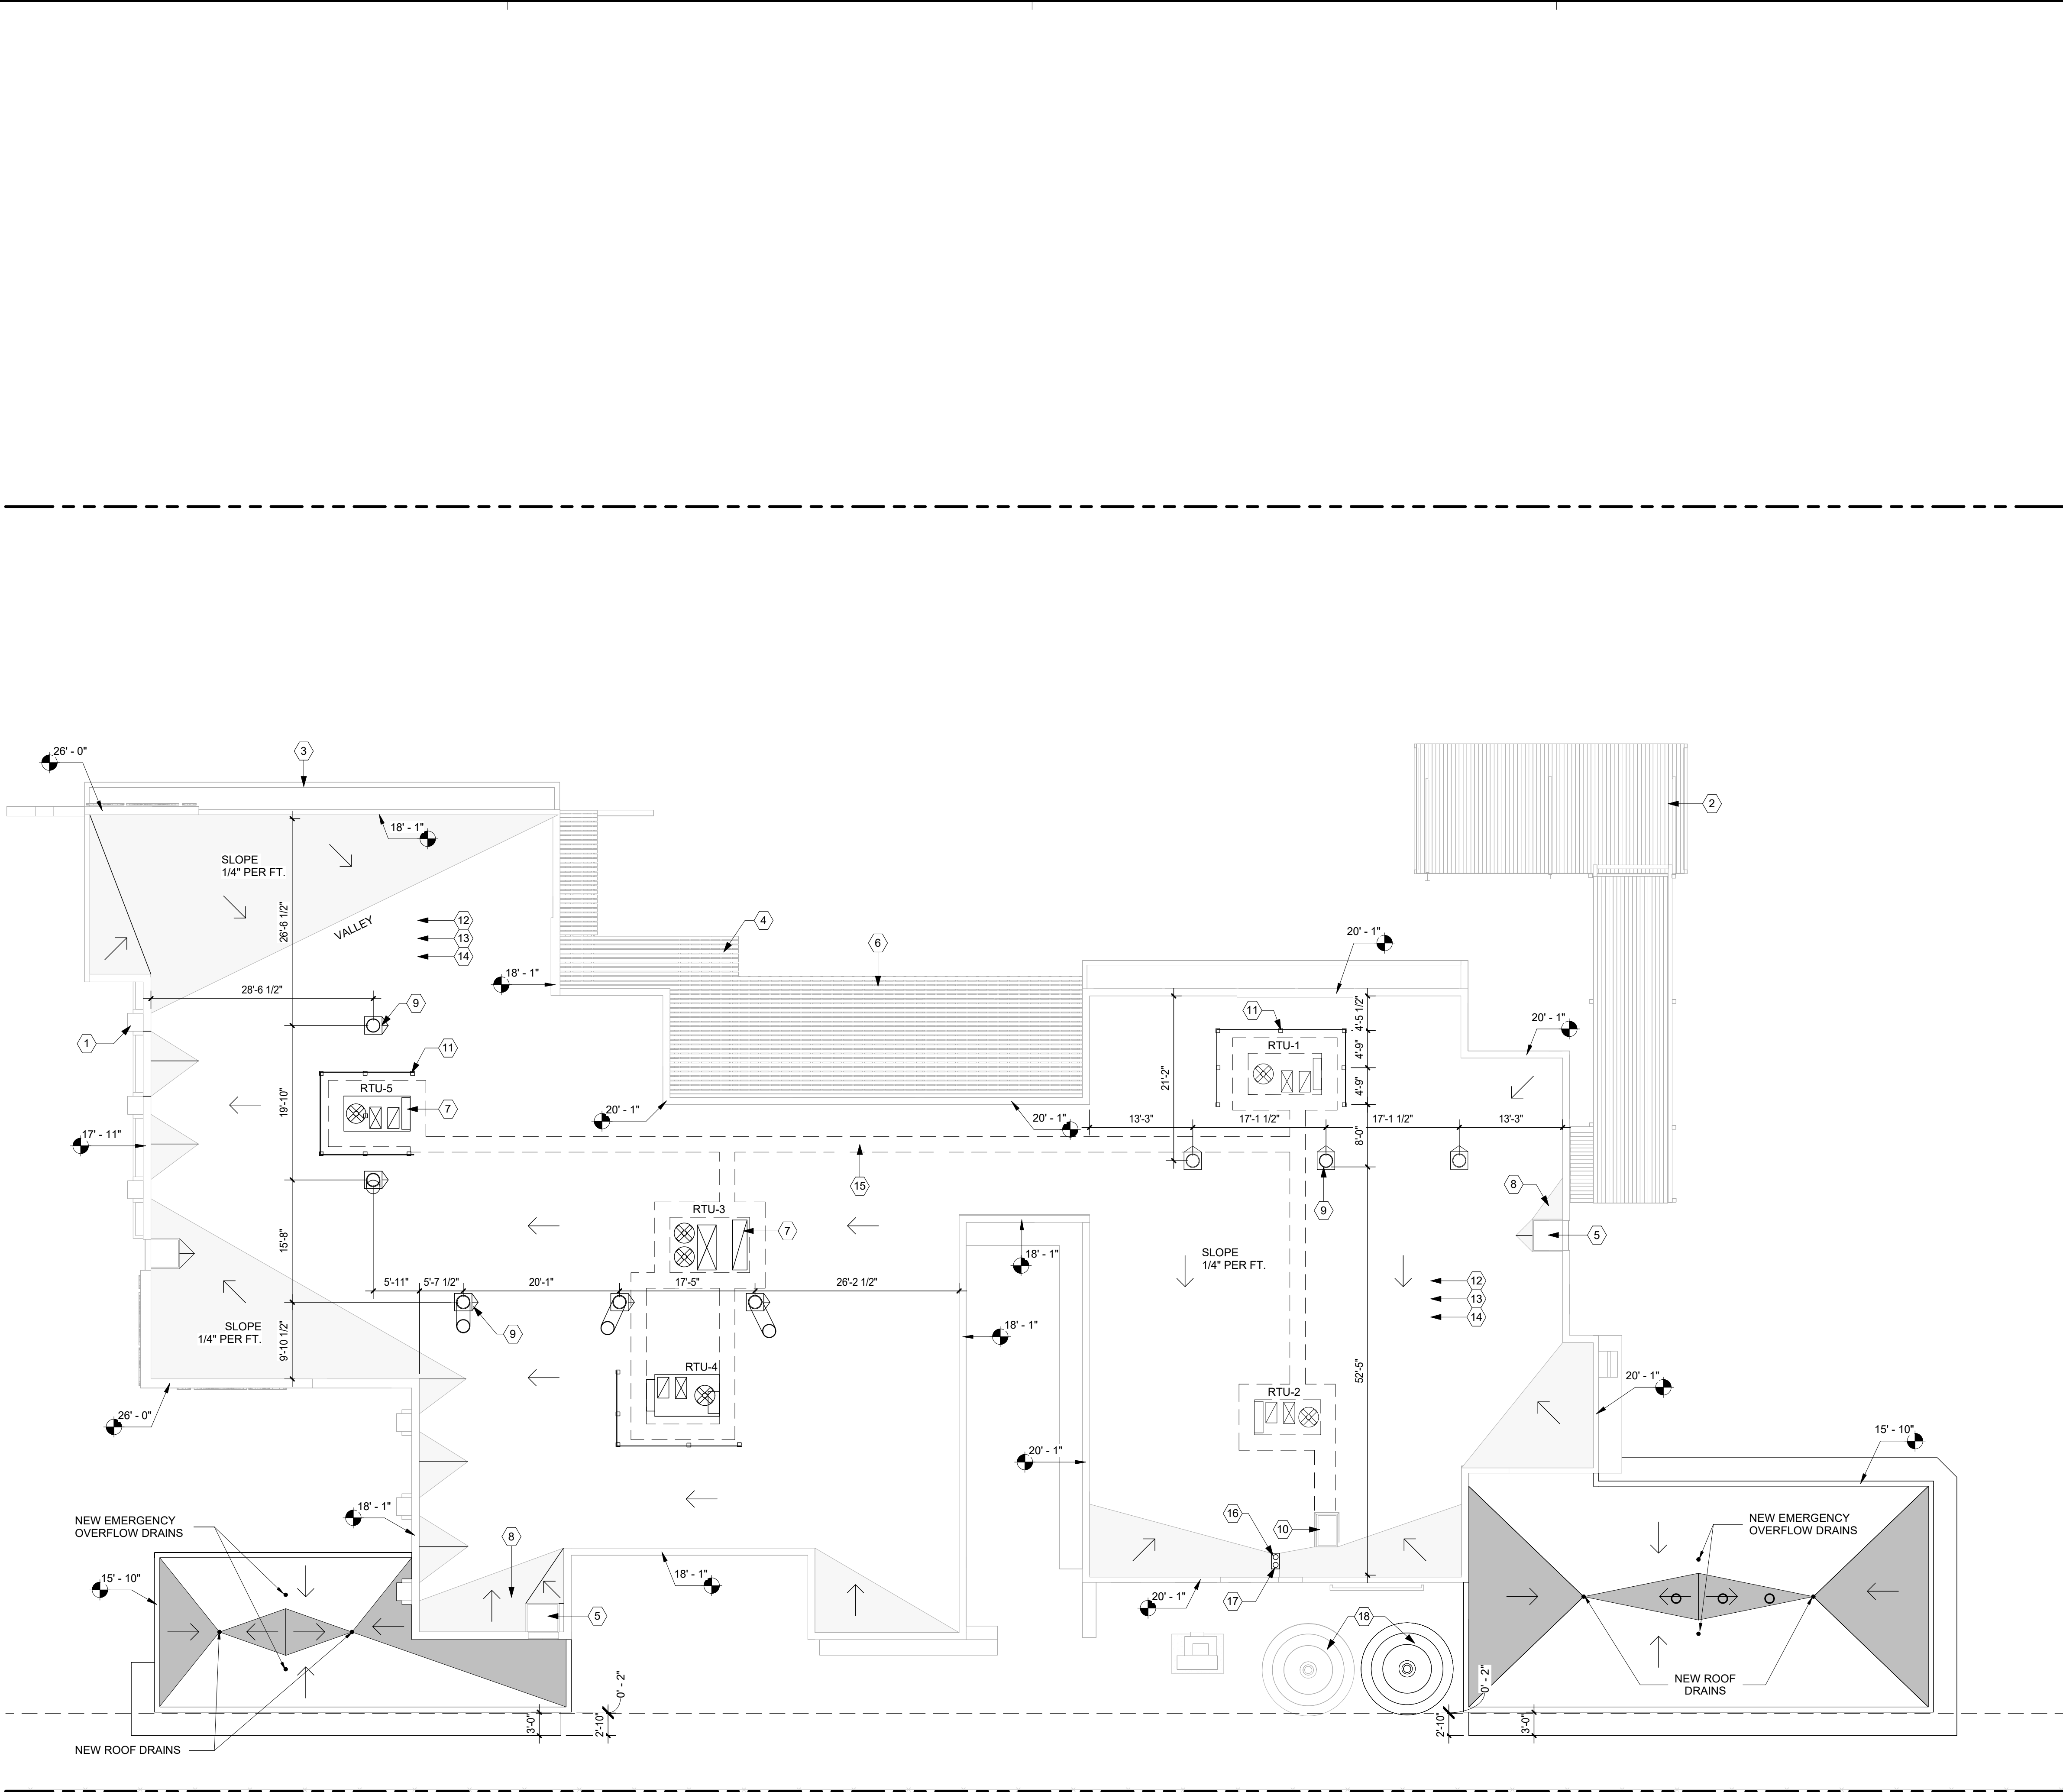 26' - 0"
3
2
18' - 1"
SLOPE
1/4" PER FT.
26'-6 1/2"
VALLEY
12
13
14
4
6
20' - 1"
18' - 1"
28'-6 1/2"
9
11
4'-5 1/2"
20' - 1"
1
11
RTU-1
4'-9"
RTU-5
7
21'-2"
4'-9"
19'-10"
20' - 1"
20' - 1"
13'-3"
17'-1 1/2"
17'-1 1/2"
13'-3"
8'-0"
17' - 11"
15
8
9
RTU-3
7
15'-8"
5
18' - 1"
SLOPE
1/4" PER FT.
5'-11"
5'-7 1/2"
20'-1"
17'-5"
26'-2 1/2"
12
13
14
SLOPE
1/4" PER FT.
9'-10 1/2"
9
18' - 1"
RTU-4
52'-5"
20' - 1"
RTU-2
26' - 0"
15' - 10"
20' - 1"
18' - 1"
NEW EMERGENCY
OVERFLOW DRAINS
8
16
10
NEW EMERGENCY
OVERFLOW DRAINS
15' - 10"
18' - 1"
20' - 1"
17
5
18
NEW ROOF
DRAINS
0' - 2"
0' - 2"
3'-0"
2'-10"
2'-10"
3'-0"
NEW ROOF DRAINS